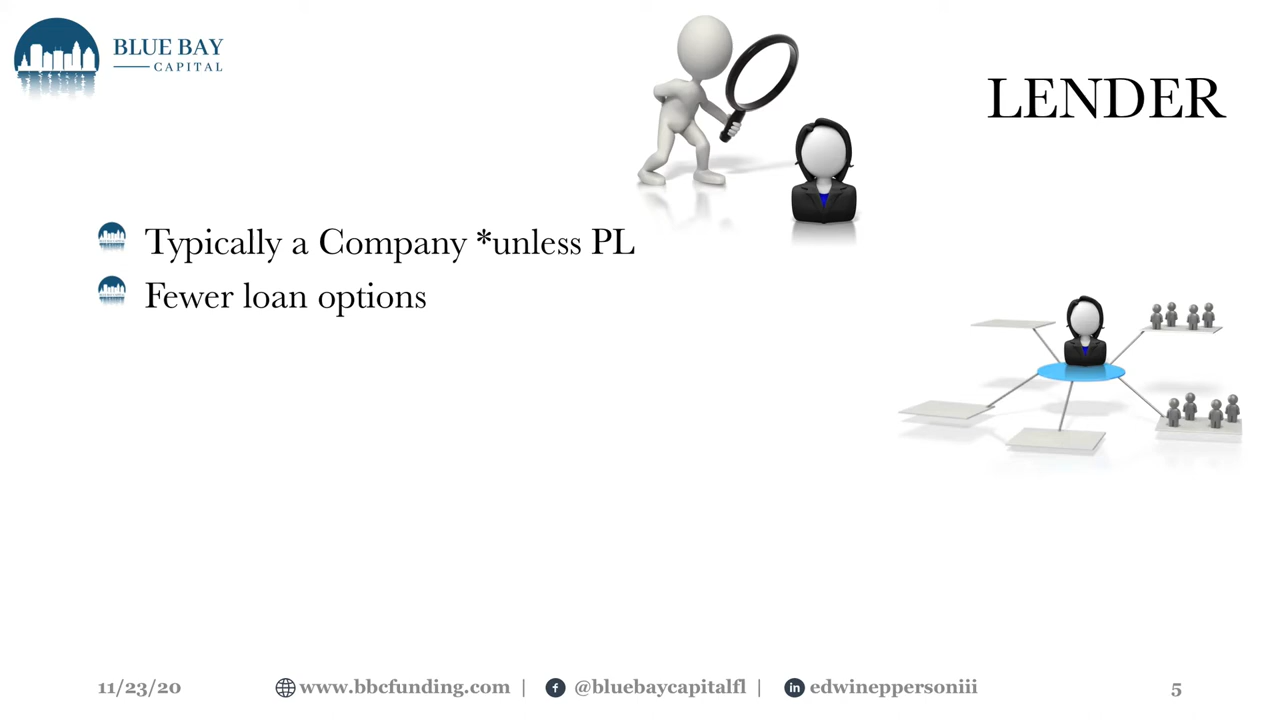 BLUE BAY
CAPITAL
LENDER
Typically a Company *unless PL
Fewer loan options
11/23/20
www.bbcfunding.com |
@bluebaycapitalfl |
in edwineppersoniii
5